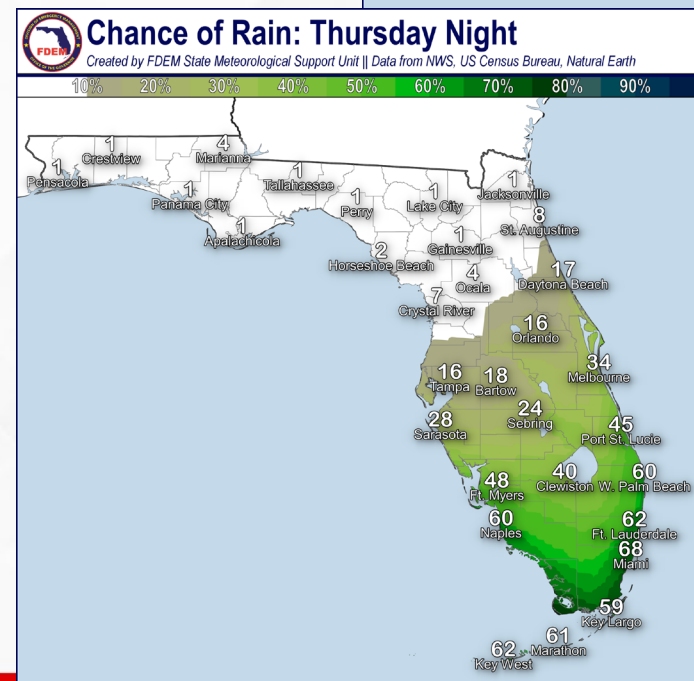 FDEM
Chance of Rain: Thursday Night
Created by FDEM State Meteorological Support Unit || Data from NWS, US Census Bureau, Natural Earth
10% 20% 30% 40% 50% 60% 70% 80% 90%
1
Crestview
4
Marianna
1
Pensacola
1
Tallahassee
1
Panama City
1
Perry
1
Lake City
1
Jacksonville
1
Apalachicola
8
St. Augustine
1
Gainesville
2
Horseshoe Beach
4
Ocala
17
Daytona Beach
7
Crystal River
16
Orlando
34
Melbourne
16
Tampa
18
Bartow
24
Sebring
28
Sarasota
45
Port St. Lucie
48
Ft. Myers
40
Clewiston
60
W. Palm Beach
60
Naples
62
Ft. Lauderdale
68
Miami
59
Key Largo
61
Marathon
62
Key West